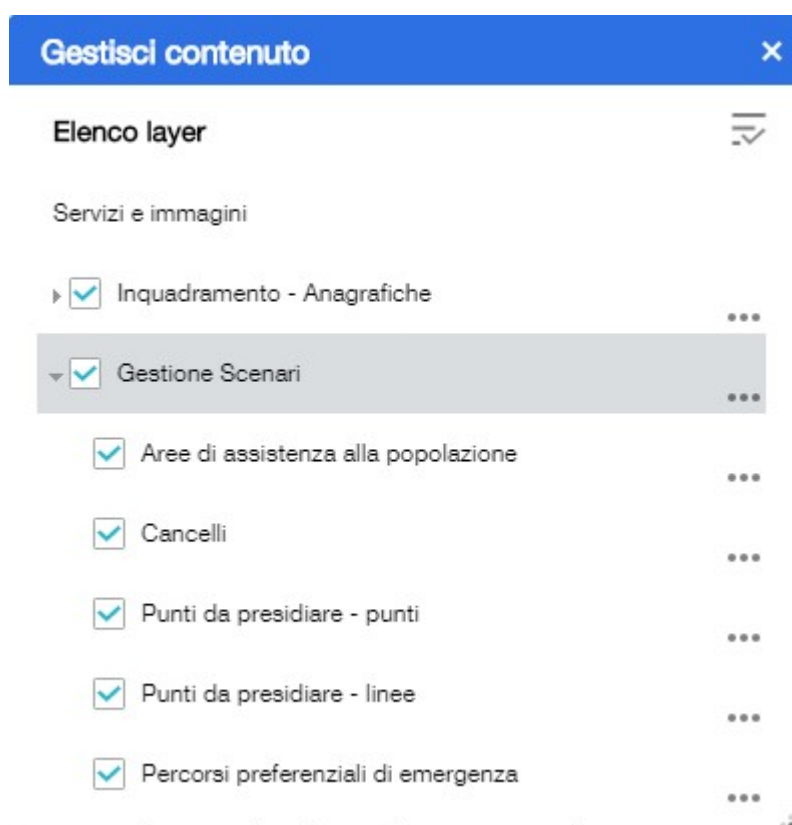 Gestisci contenuto
Elenco layer
Servizi e immagini
Inquadramento - Anagrafiche
Gestione Scenari
Aree di assistenza alla popolazione
Cancelli
Punti da presidiare - punti
Punti da presidiare - linee
Percorsi preferenziali di emergenza